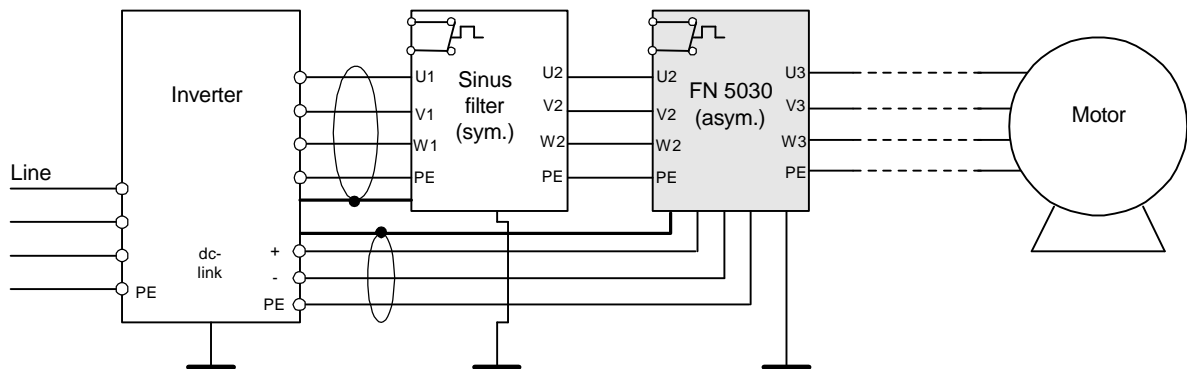 Line
PE
Inverter
dc-
link
+
-
PE
U1
V1
W1
PE
Sinus
filter
(sym.)
U2
V2
W2
PE
U2
V2
W2
PE
FN 5030
(asym.)
U3
V3
W3
PE
Motor